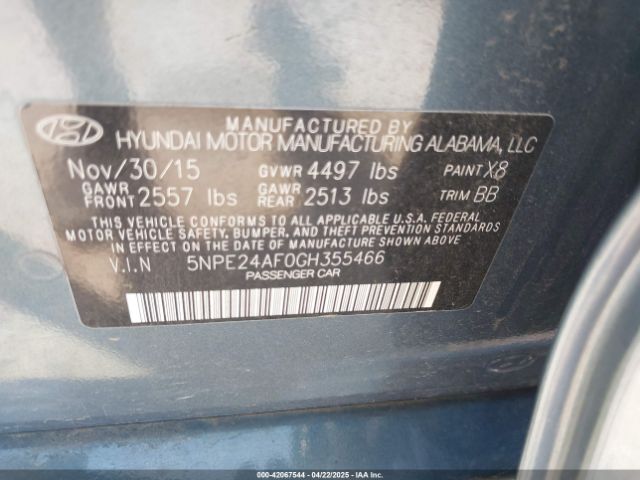 MANUFACTURED BY
HYUNDAI MOTOR MANUFACTURING ALABAMA, LLC
Nov/30/15 GVWR 4497 lbs PAINT X8
GAWR FRONT 2557 lbs GAWR REAR 2513 lbs TRIM BB
THIS VEHICLE CONFORMS TO ALL APPLICABLE U.S.A. FEDERAL
MOTOR VEHICLE SAFETY, BUMPER, AND THEFT PREVENTION STANDARDS
IN EFFECT ON THE DATE OF MANUFACTURE SHOWN ABOVE
V.I.N 5NPE24AF0GH355466
PASSENGER CAR
000-42067544 - 04/22/2025 - IAAI.COM